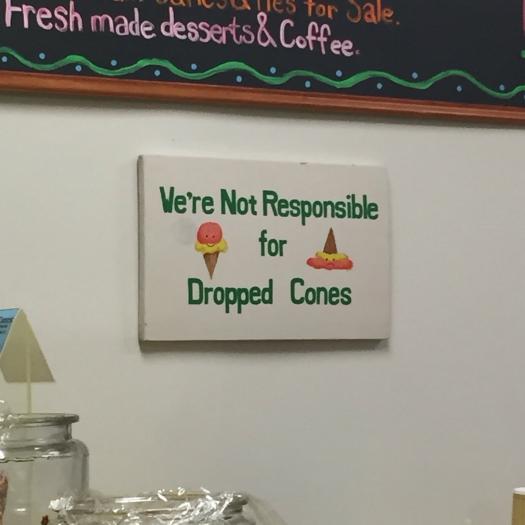 for Sale.
Fresh made desserts & Coffee.
We're Not Responsible
for
Dropped Cones